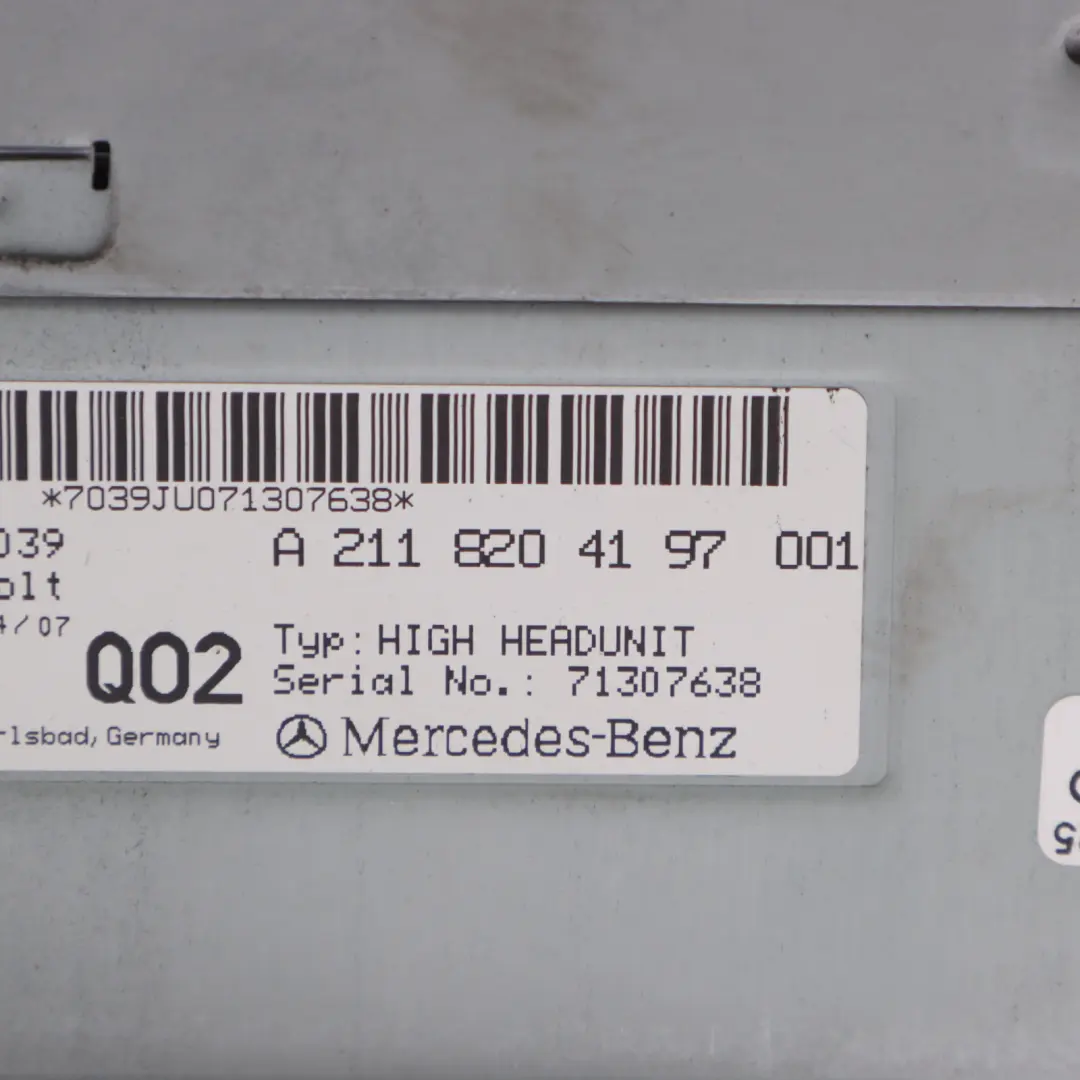 *7039JU071307638*
039 A 211 820 41 97 001
olt
4/07
Q02 Typ: HIGH HEADUNIT
Serial No.: 71307638
rlsbad, Germany Mercedes-Benz
5